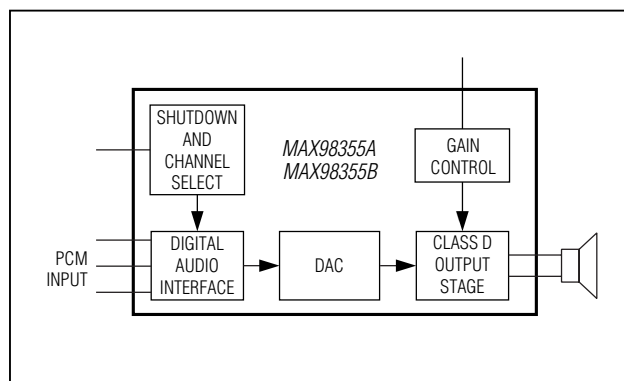 SHUTDOWN
AND
CHANNEL
SELECT
MAX98355A
MAX98355B
GAIN
CONTROL
PCM
INPUT
DIGITAL
AUDIO
INTERFACE
DAC
CLASS D
OUTPUT
STAGE